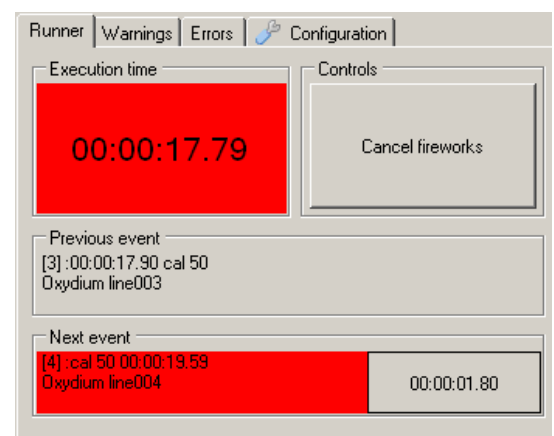 Runner Warnings Errors Configuration
Execution time
00:00:17.79
Controls
Cancel fireworks
Previous event
[3] :00:00:17.90 cal 50
Oxydium line003
Next event
[4] :cal 50 00:00:19.59
Oxydium line004
00:00:01.80